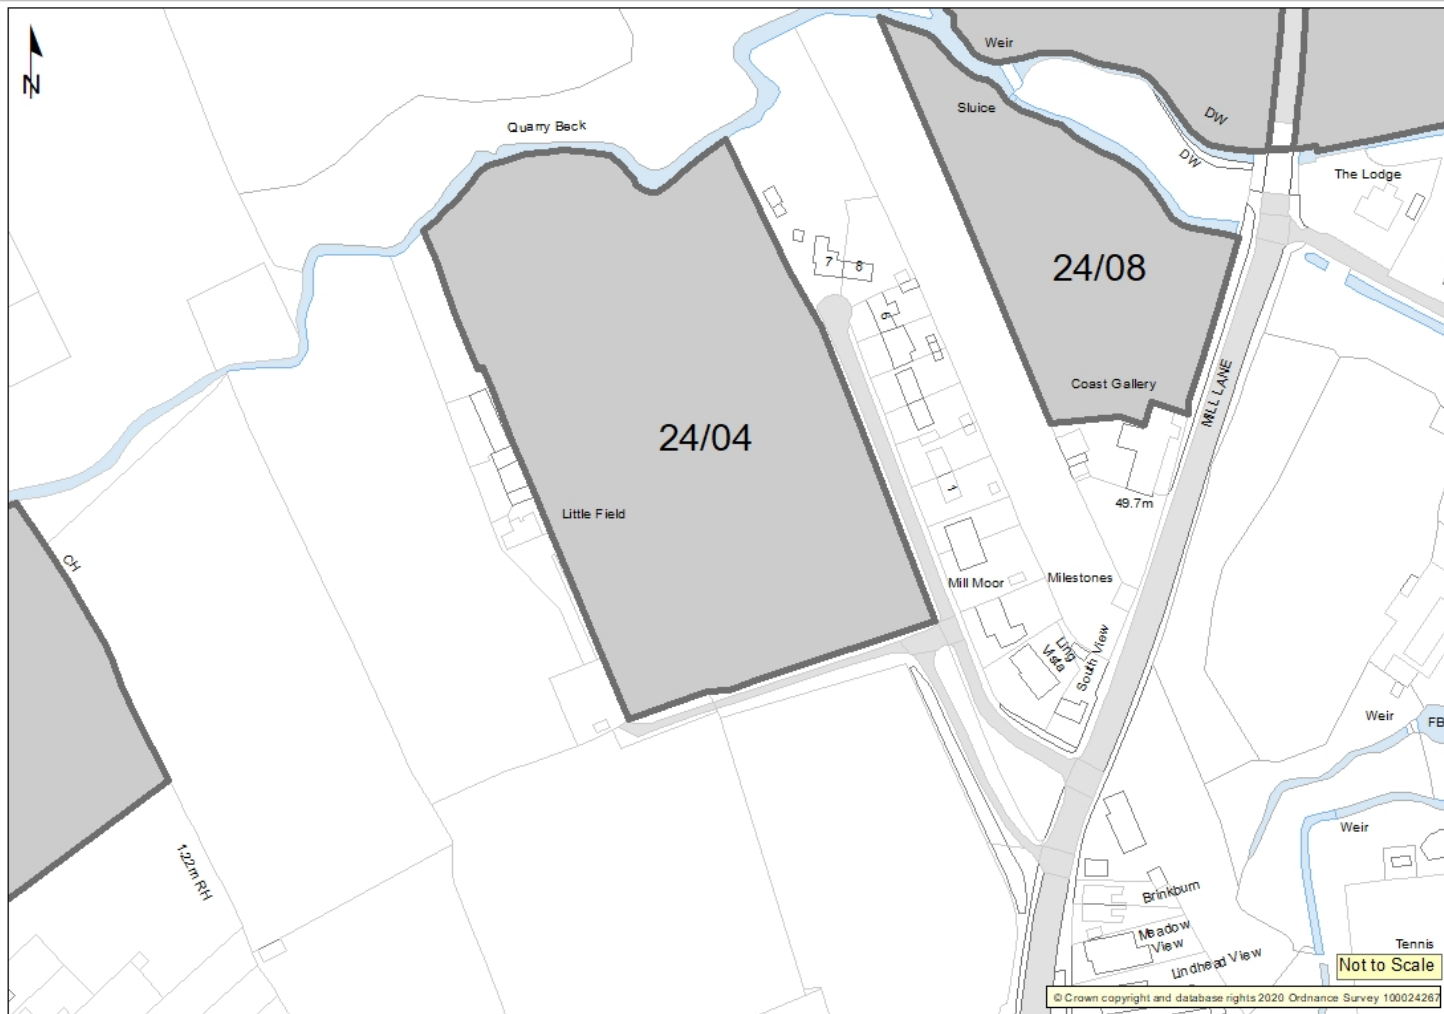 N
Weir
Quarry Beck
Sluice
DW
DW
The Lodge
7
8
24/08
6
Coast Gallery
MILL LANE
24/04
1
49.7m
Little Field
CH
Mill Moor
Milestones
Ling
Vista
South View
Weir
FB
Weir
1.22m RH
Brinkburn
Meadow
View
Lindhead View
Tennis
Not to Scale
© Crown copyright and database rights 2020 Ordnance Survey 100024267